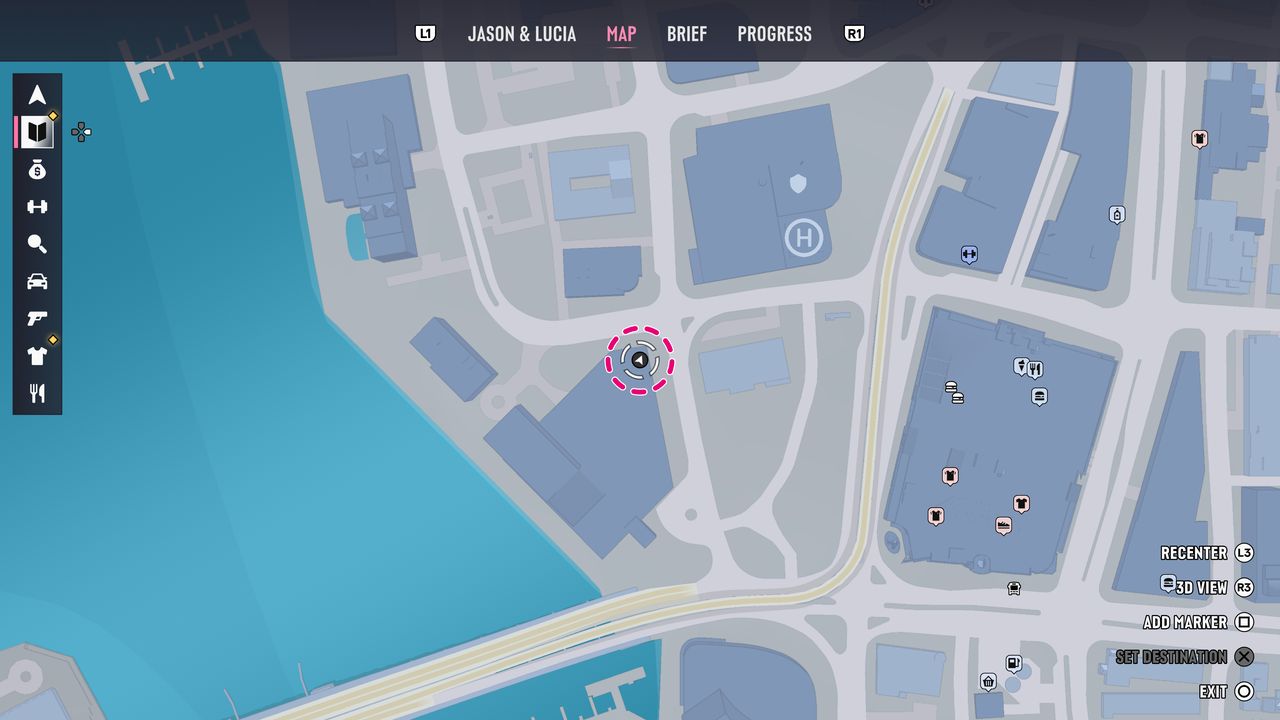 L1 JASON & LUCIA MAP BRIEF PROGRESS R1
H
RECENTER L3
3D VIEW R3
ADD MARKER
SET DESTINATION
EXIT